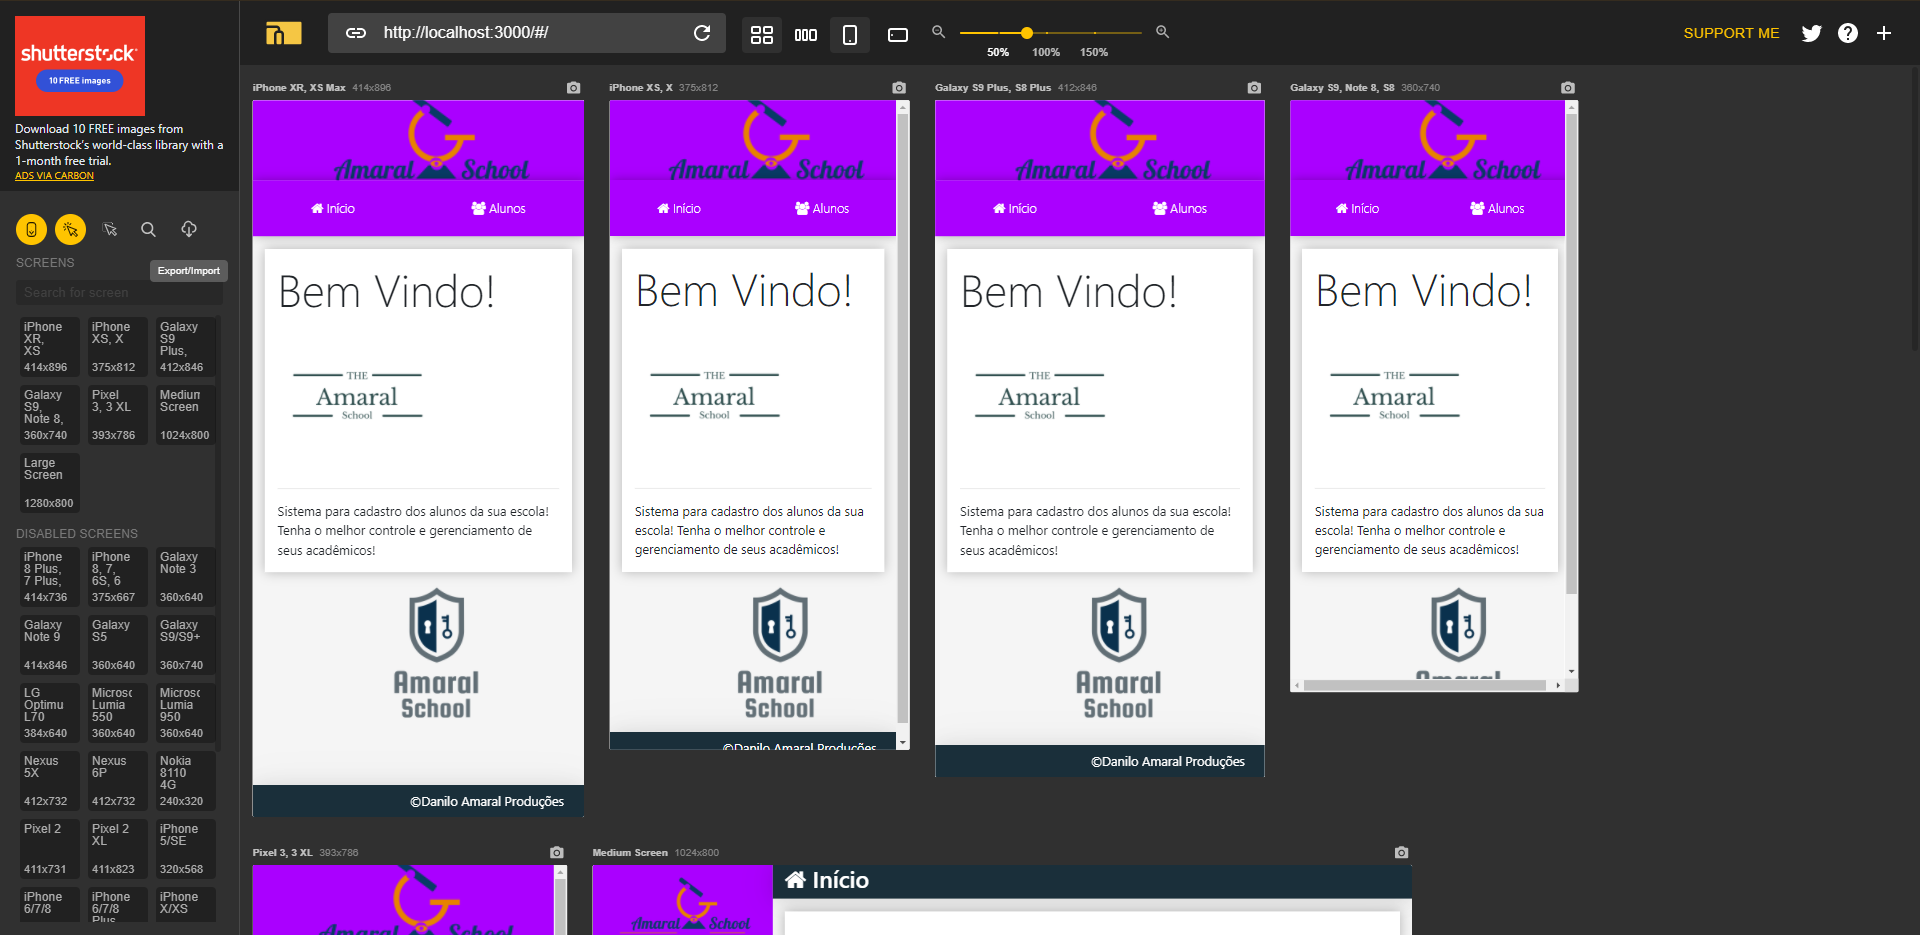 shutterstock
10 FREE images
Download 10 FREE images from
Shutterstock's world-class library with a
1-month free trial.
ADS VIA CARBON
SCREENS
Export/Import
Search for screen
iPhone
XR,
XS
414x896
iPhone
XS, X
375x812
Galaxy
S9
Plus,
412x846
Galaxy
S9,
Note 8,
360x740
Pixel
3, 3 XL
393x786
Medium
Screen
1024x800
Large
Screen
1280x800
DISABLED SCREENS
iPhone
8 Plus,
7 Plus,
414x736
iPhone
8, 7,
6S, 6
375x667
Galaxy
Note 3
360x640
Galaxy
Note 9
414x846
Galaxy
S5
360x640
Galaxy
S9/S9+
360x740
LG
Optimu
L70
384x640
Microsc
Lumia
550
360x640
Microsc
Lumia
950
360x640
Nexus
5X
412x732
Nexus
6P
412x732
Nokia
8110
4G
240x320
Pixel 2
411x731
Pixel 2
XL
411x823
iPhone
5/SE
320x568
iPhone
6/7/8
iPhone
6/7/8
Plus
iPhone
X/XS
http://localhost:3000/#/
50% 100% 150%
SUPPORT ME
iPhone XR, XS Max 414x896
Amaral School
Início Alunos
Bem Vindo!
THE
Amaral
School
Sistema para cadastro dos alunos da sua escola!
Tenha o melhor controle e gerenciamento de
seus acadêmicos!
Amaral
School
©Danilo Amaral Produções
iPhone XS, X 375x812
Amaral School
Início Alunos
Bem Vindo!
THE
Amaral
School
Sistema para cadastro dos alunos da sua
escola! Tenha o melhor controle e
gerenciamento de seus acadêmicos!
Amaral
School
©Danilo Amaral Produções
Galaxy S9 Plus, S8 Plus 412x846
Amaral School
Início Alunos
Bem Vindo!
THE
Amaral
School
Sistema para cadastro dos alunos da sua escola!
Tenha o melhor controle e gerenciamento de
seus acadêmicos!
Amaral
School
©Danilo Amaral Produções
Galaxy S9, Note 8, S8 360x740
Amaral School
Início Alunos
Bem Vindo!
THE
Amaral
School
Sistema para cadastro dos alunos da sua
escola! Tenha o melhor controle e
gerenciamento de seus acadêmicos!
Amaral
Pixel 3, 3 XL 393x786
Amaral School
Medium Screen 1024x800
Amaral School
Início